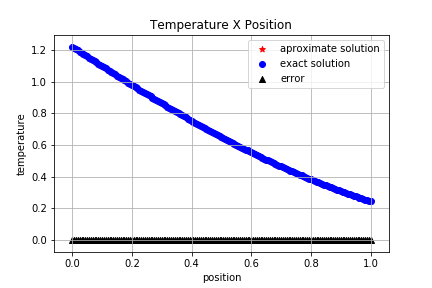 Temperature X Position
aproximate solution
exact solution
error
temperature
1.2
1.0
0.8
0.6
0.4
0.2
0.0
0.0 0.2 0.4 0.6 0.8 1.0
position